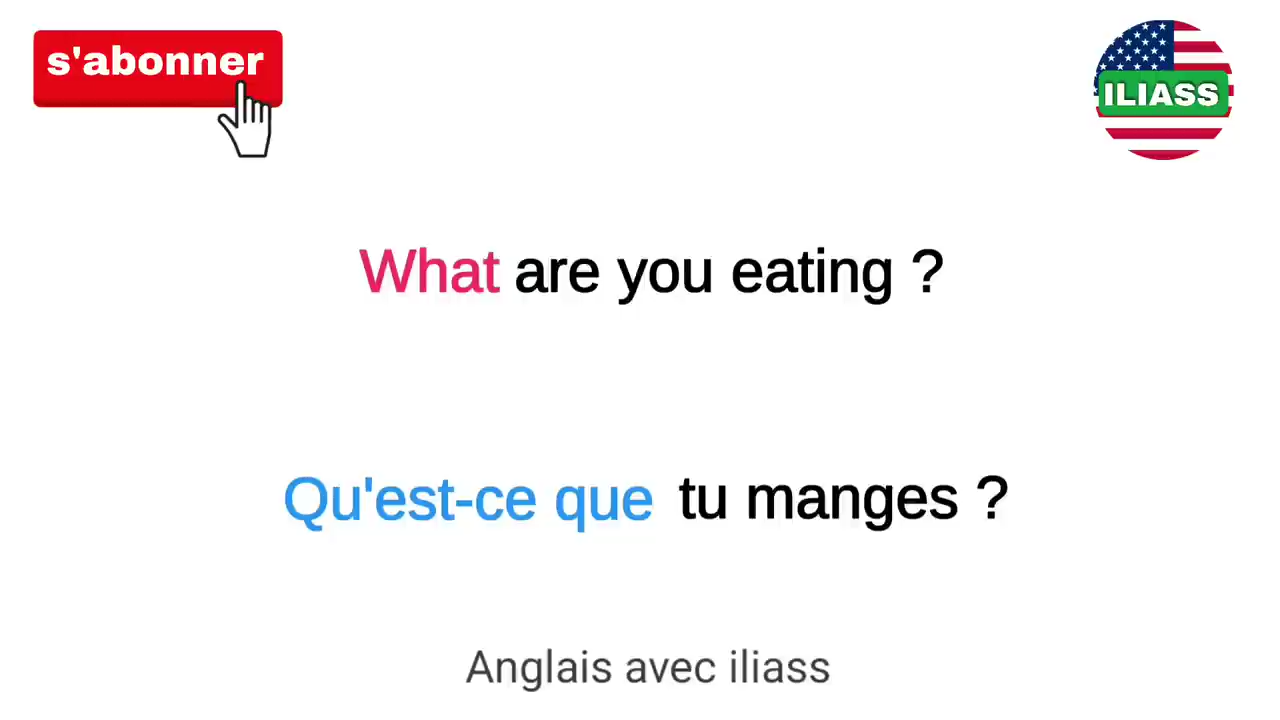 s'abonner
ILIASS
What are you eating ?
Qu'est-ce que tu manges ?
Anglais avec iliass